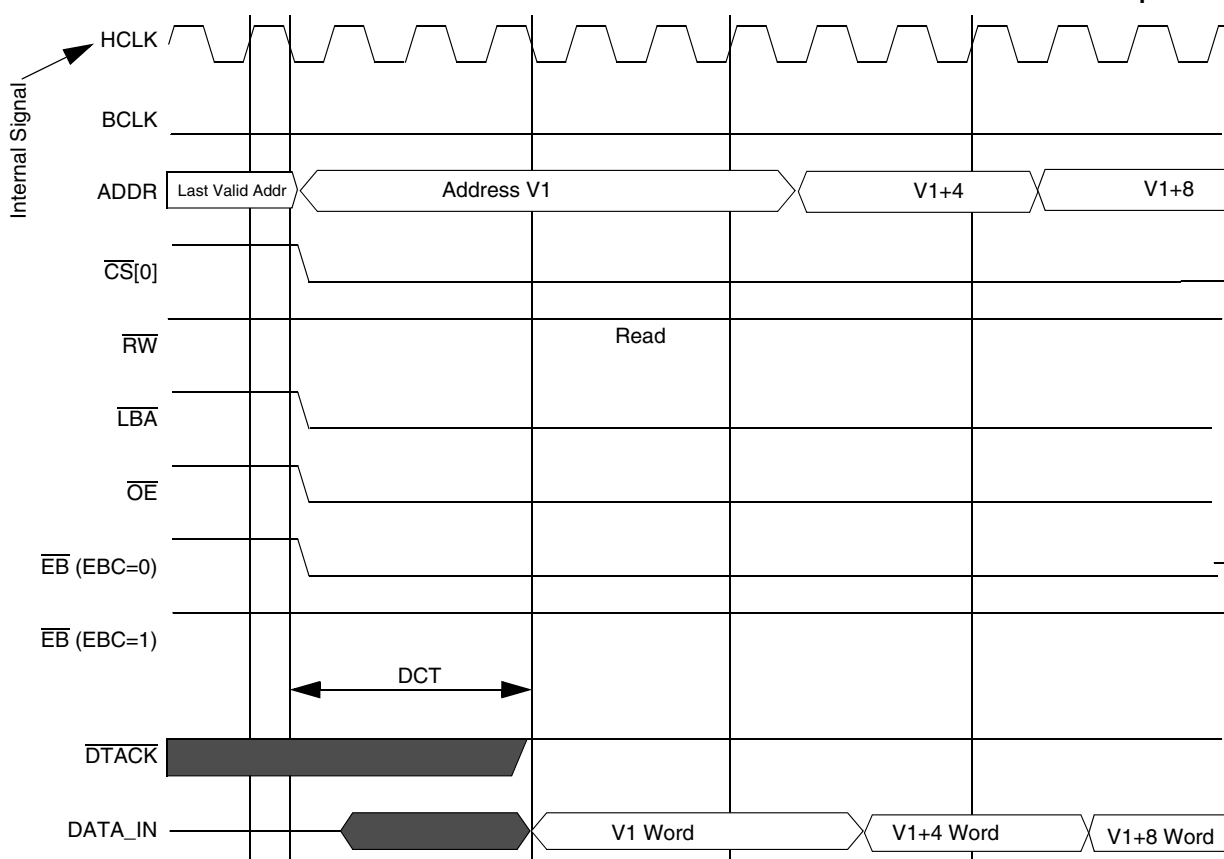 HCLK
Internal Signal
BCLK
ADDR
Last Valid Addr
Address V1
V1+4
V1+8
CS[0]
RW
Read
LBA
OE
EB (EBC=0)
EB (EBC=1)
DCT
DTACK
DATA_IN
V1 Word
V1+4 Word
V1+8 Word